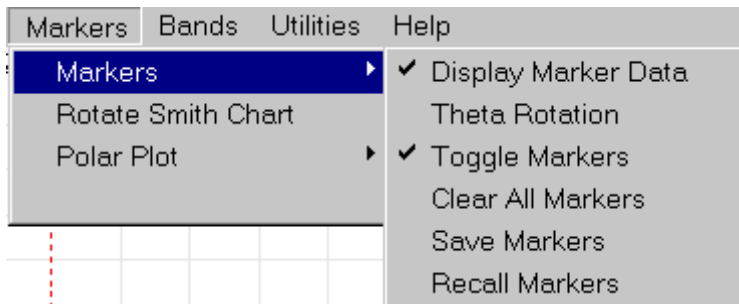 Markers Bands Utilities Help
Markers
Rotate Smith Chart
Polar Plot
✔ Display Marker Data
Theta Rotation
✔ Toggle Markers
Clear All Markers
Save Markers
Recall Markers